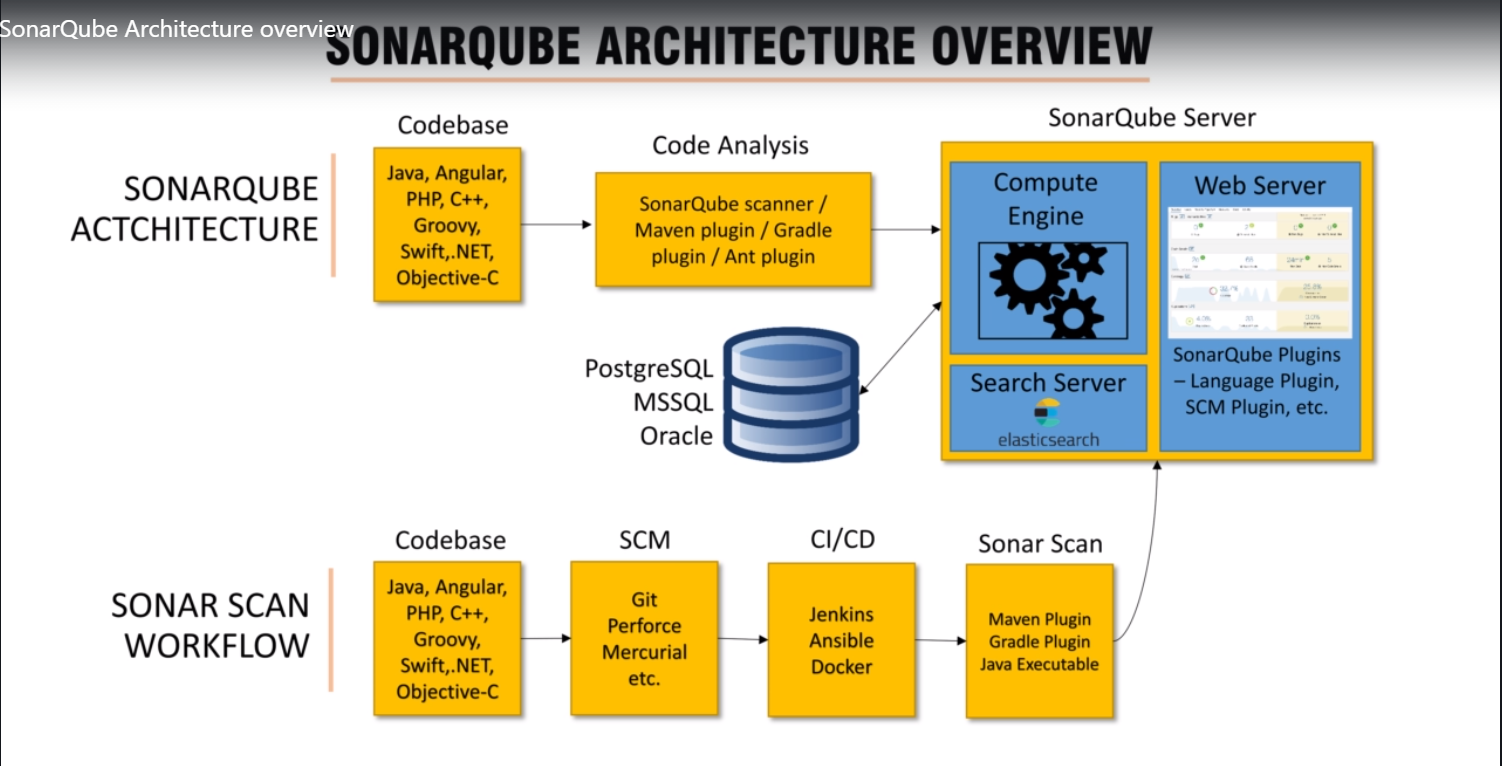 SonarQube Architecture overview
SONARQUBE ARCHITECTURE OVERVIEW
SONARQUBE
ACTCHITECTURE
Codebase
Java, Angular,
PHP, C++,
Groovy,
Swift,.NET,
Objective-C
Code Analysis
SonarQube scanner /
Maven plugin / Gradle
plugin / Ant plugin
SonarQube Server
Compute
Engine
Web Server
SonarQube Plugins
– Language Plugin,
SCM Plugin, etc.
Search Server
elasticsearch
PostgreSQL
MSSQL
Oracle
SONAR SCAN
WORKFLOW
Codebase
Java, Angular,
PHP, C++,
Groovy,
Swift,.NET,
Objective-C
SCM
Git
Perforce
Mercurial
etc.
CI/CD
Jenkins
Ansible
Docker
Sonar Scan
Maven Plugin
Gradle Plugin
Java Executable